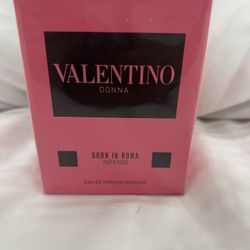 VALENTINO
DONNA
BORN IN ROMA
INTENSE
EAU DE PARFUM INTENSE